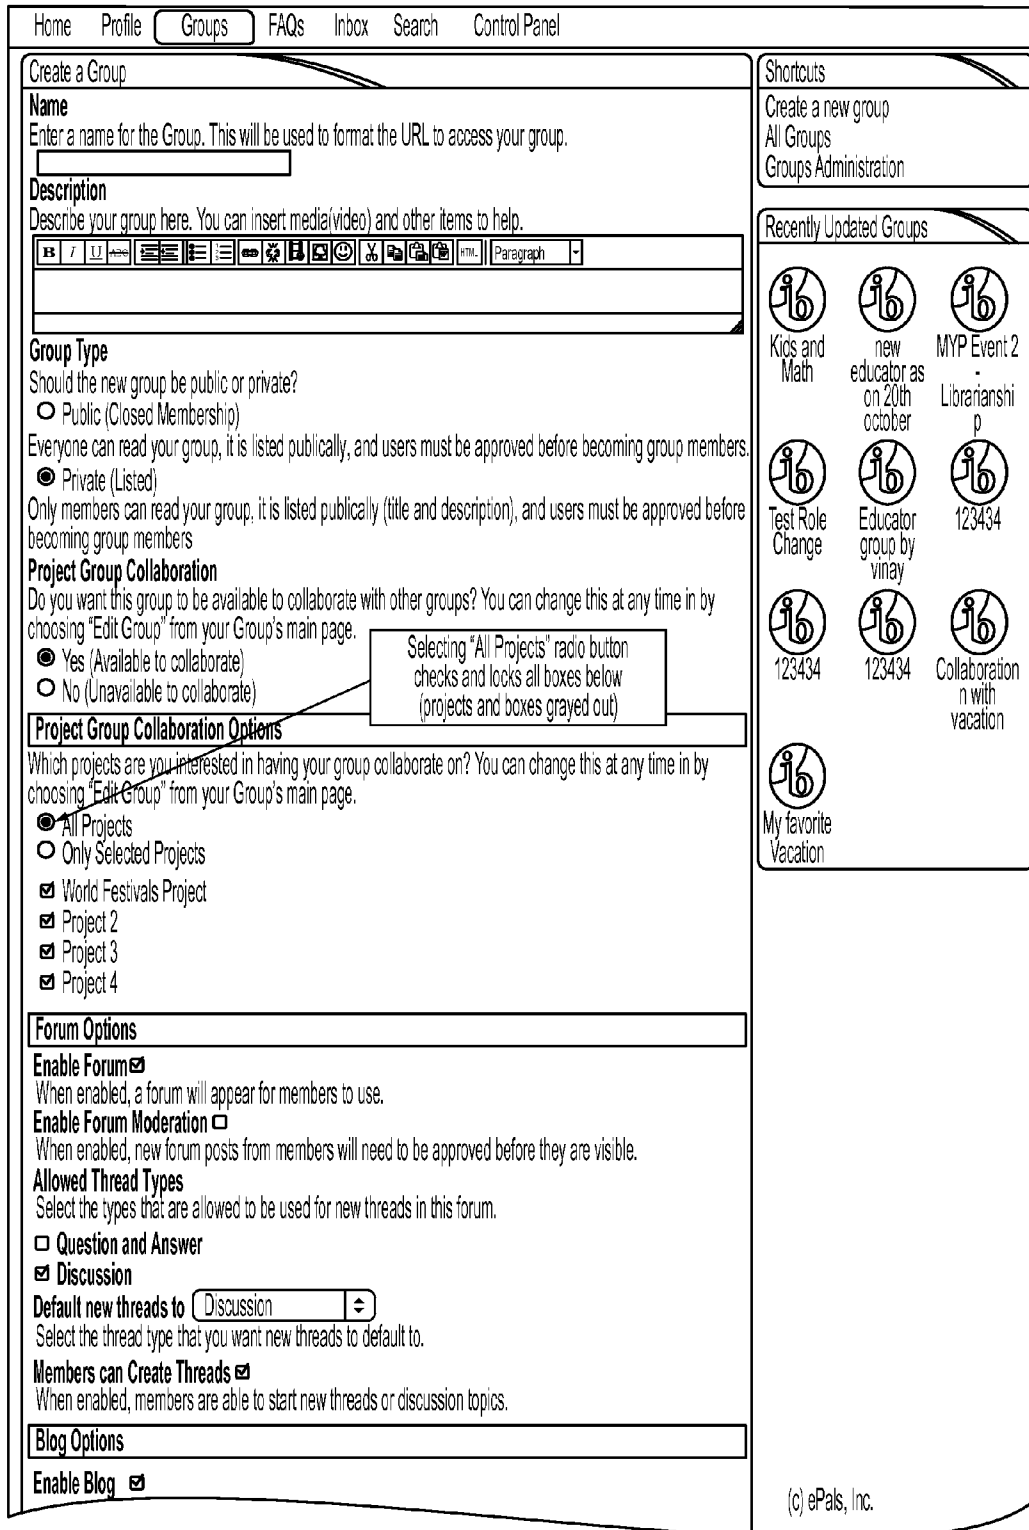 Home Profile Groups FAQs Inbox Search Control Panel
Create a Group
Name
Enter a name for the Group. This will be used to format the URL to access your group.
Description
Describe your group here. You can insert media(video) and other items to help.
B I U ABC HTML Paragraph
Group Type
Should the new group be public or private?
Public (Closed Membership)
Everyone can read your group, it is listed publically, and users must be approved before becoming group members.
Private (Listed)
Only members can read your group, it is listed publically (title and description), and users must be approved before
becoming group members
Project Group Collaboration
Do you want this group to be available to collaborate with other groups? You can change this at any time in by
choosing “Edit Group” from your Group's main page.
Yes (Available to collaborate)
No (Unavailable to collaborate)
Selecting “All Projects” radio button
checks and locks all boxes below
(projects and boxes grayed out)
Project Group Collaboration Options
Which projects are you interested in having your group collaborate on? You can change this at any time in by
choosing “Edit Group” from your Group's main page.
All Projects
Only Selected Projects
World Festivals Project
Project 2
Project 3
Project 4
Forum Options
Enable Forum
When enabled, a forum will appear for members to use.
Enable Forum Moderation
When enabled, new forum posts from members will need to be approved before they are visible.
Allowed Thread Types
Select the types that are allowed to be used for new threads in this forum.
Question and Answer
Discussion
Default new threads to Discussion
Select the thread type that you want new threads to default to.
Members can Create Threads
When enabled, members are able to start new threads or discussion topics.
Blog Options
Enable Blog
Shortcuts
Create a new group
All Groups
Groups Administration
Recently Updated Groups
ib ib ib
Kids and
Math
new
educator as
on 20th
october
MYP Event 2
-
Librarianshi
p
ib ib ib
Test Role
Change
Educator
group by
vinay
123434
ib ib ib
123434
123434
Collaboration
n with
vacation
ib
My favorite
Vacation
(c) ePals, Inc.